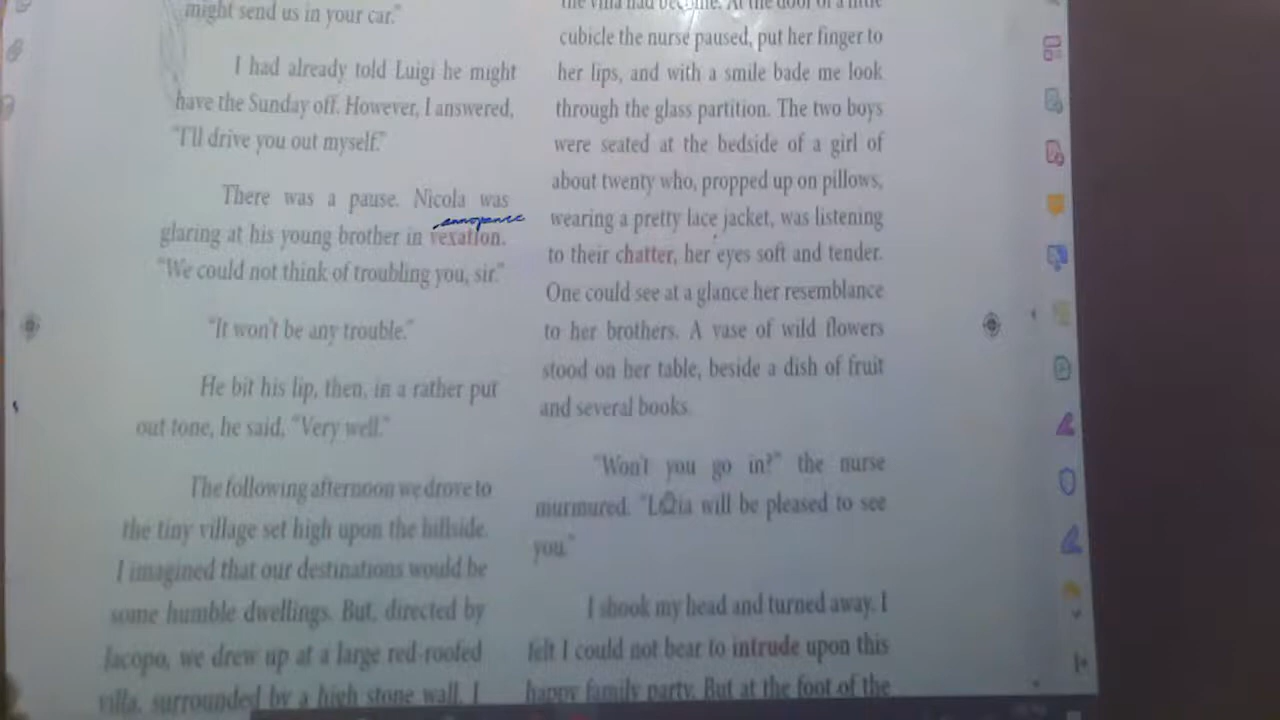 might send us in your car."
I had already told Luigi he might
have the Sunday off. However, I answered,
"I'll drive you out myself."
There was a pause. Nicola was
annoyance
glaring at his young brother in vexation.
"We could not think of troubling you, sir."
"It won't be any trouble."
He bit his lip, then, in a rather put
out tone, he said, "Very well."
The following afternoon we drove to
the tiny village set high upon the hillside.
I imagined that our destinations would be
some humble dwellings. But, directed by
Jacopo, we drew up at a large red-roofed
villa, surrounded by a high stone wall. I
the villa had become. At the door of a little
cubicle the nurse paused, put her finger to
her lips, and with a smile bade me look
through the glass partition. The two boys
were seated at the bedside of a girl of
about twenty who, propped up on pillows,
wearing a pretty lace jacket, was listening
to their chatter, her eyes soft and tender.
One could see at a glance her resemblance
to her brothers. A vase of wild flowers
stood on her table, beside a dish of fruit
and several books.
"Won't you go in?" the nurse
murmured. "LΩia will be pleased to see
you."
I shook my head and turned away. I
felt I could not bear to intrude upon this
happy family party. But at the foot of the